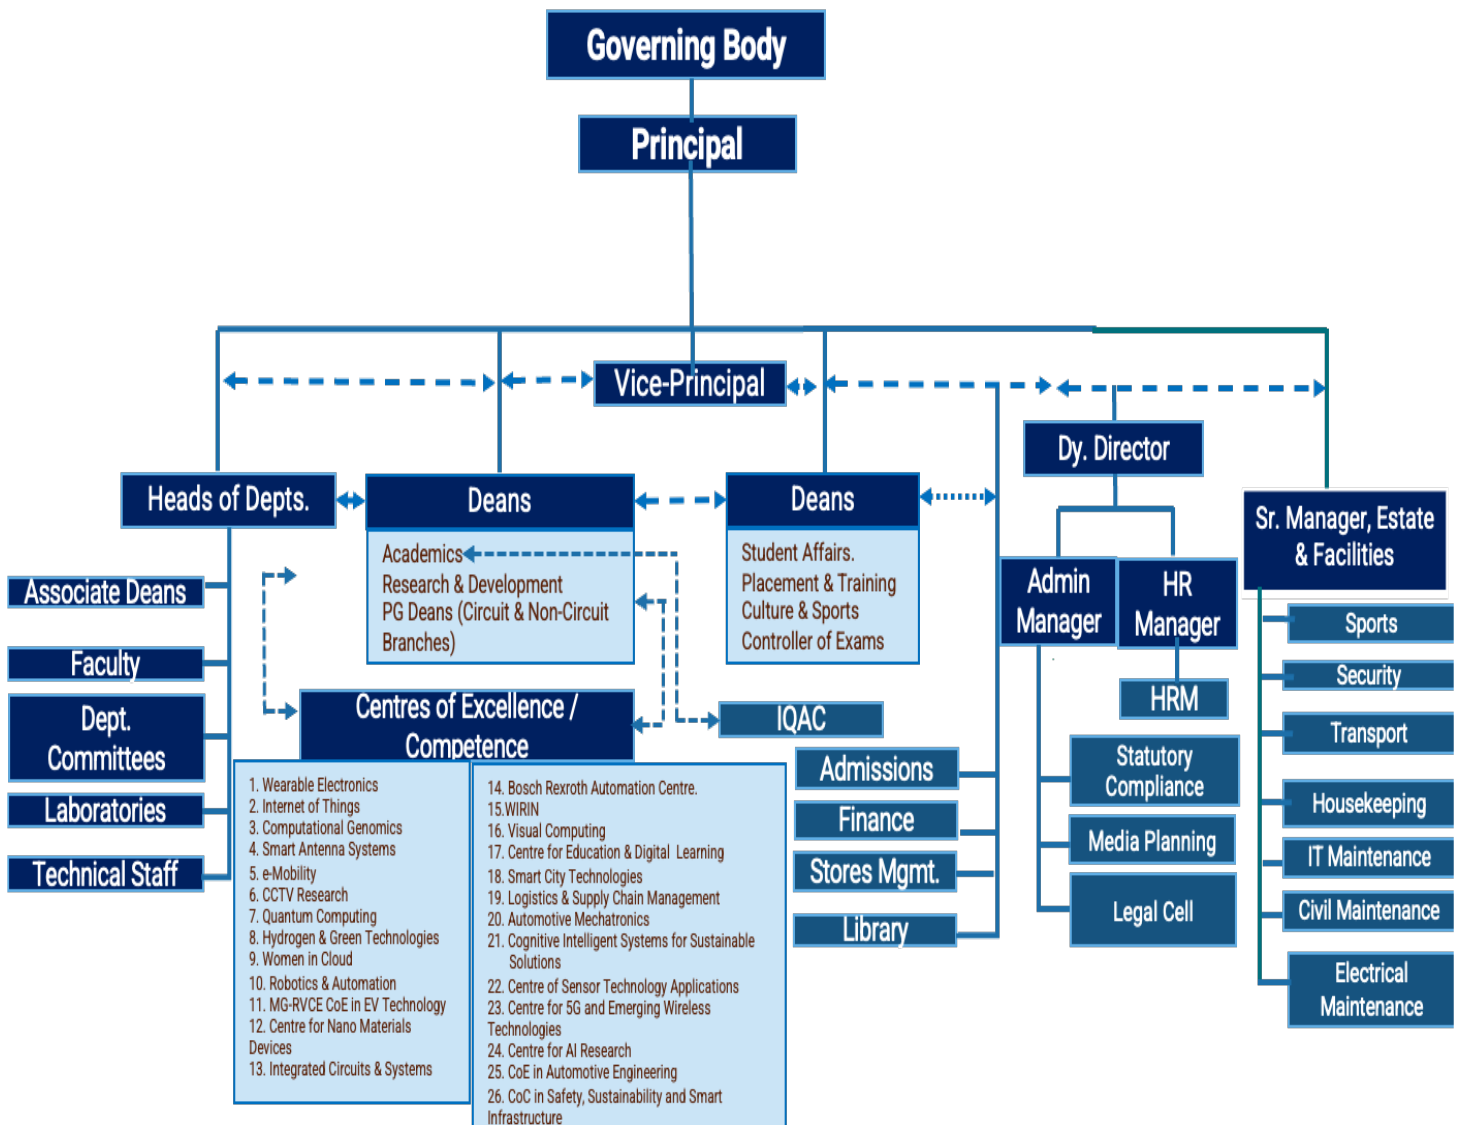 Governing Body
Principal
Vice-Principal
Dy. Director
Heads of Depts.
Deans
Deans
Sr. Manager, Estate
& Facilities
Academics
Research & Development
PG Deans (Circuit & Non-Circuit
Branches)
Student Affairs.
Placement & Training
Culture & Sports
Controller of Exams
Admin
Manager
HR
Manager
Associate Deans
Faculty
Dept.
Committees
Laboratories
Technical Staff
Centres of Excellence /
Competence
IQAC
HRM
Admissions
Finance
Stores Mgmt.
Library
Statutory
Compliance
Media Planning
Legal Cell
Sports
Security
Transport
Housekeeping
IT Maintenance
Civil Maintenance
Electrical
Maintenance
1. Wearable Electronics
2. Internet of Things
3. Computational Genomics
4. Smart Antenna Systems
5. e-Mobility
6. CCTV Research
7. Quantum Computing
8. Hydrogen & Green Technologies
9. Women in Cloud
10. Robotics & Automation
11. MG-RVCE CoE in EV Technology
12. Centre for Nano Materials
Devices
13. Integrated Circuits & Systems
14. Bosch Rexroth Automation Centre.
15.WIRIN
16. Visual Computing
17. Centre for Education & Digital Learning
18. Smart City Technologies
19. Logistics & Supply Chain Management
20. Automotive Mechatronics
21. Cognitive Intelligent Systems for Sustainable
Solutions
22. Centre of Sensor Technology Applications
23. Centre for 5G and Emerging Wireless
Technologies
24. Centre for AI Research
25. CoE in Automotive Engineering
26. CoC in Safety, Sustainability and Smart
Infrastructure